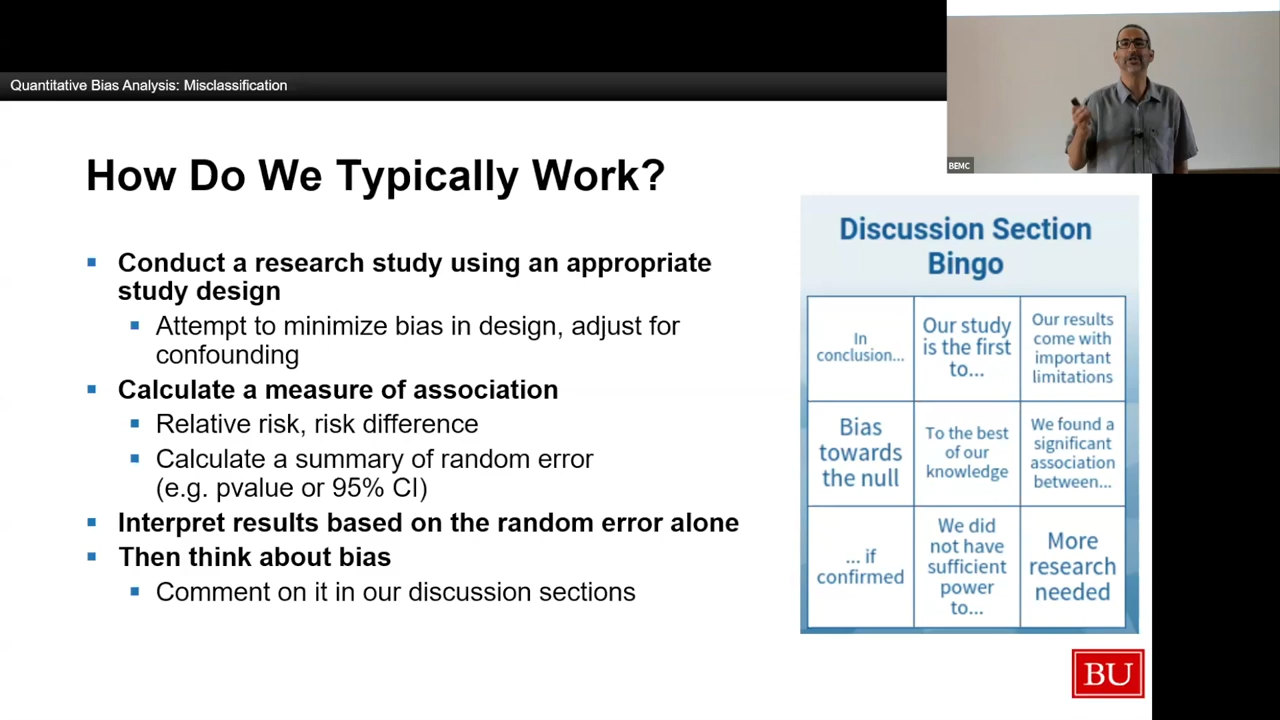 Quantitative Bias Analysis: Misclassification
BEMC
How Do We Typically Work?
Conduct a research study using an appropriate
study design
Attempt to minimize bias in design, adjust for
confounding
Calculate a measure of association
Relative risk, risk difference
Calculate a summary of random error
(e.g. pvalue or 95% CI)
Interpret results based on the random error alone
Then think about bias
Comment on it in our discussion sections
Discussion Section
Bingo
In
conclusion...
Our study
is the first
to...
Our results
come with
important
limitations
Bias
towards
the null
To the best
of our
knowledge
We found a
significant
association
between...
... if
confirmed
We did
not have
sufficient
power
to...
More
research
needed
BU